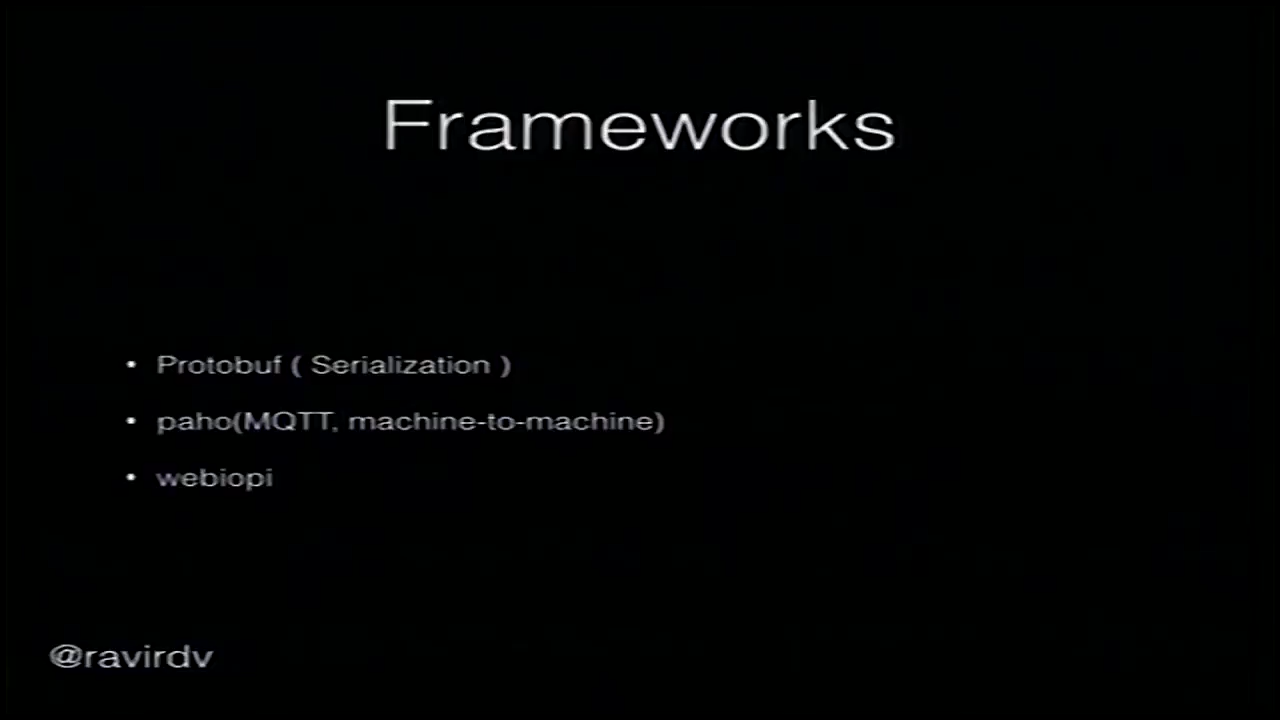 Frameworks
• Protobuf ( Serialization )
• paho(MQTT, machine-to-machine)
• webiopi
@ravirdv